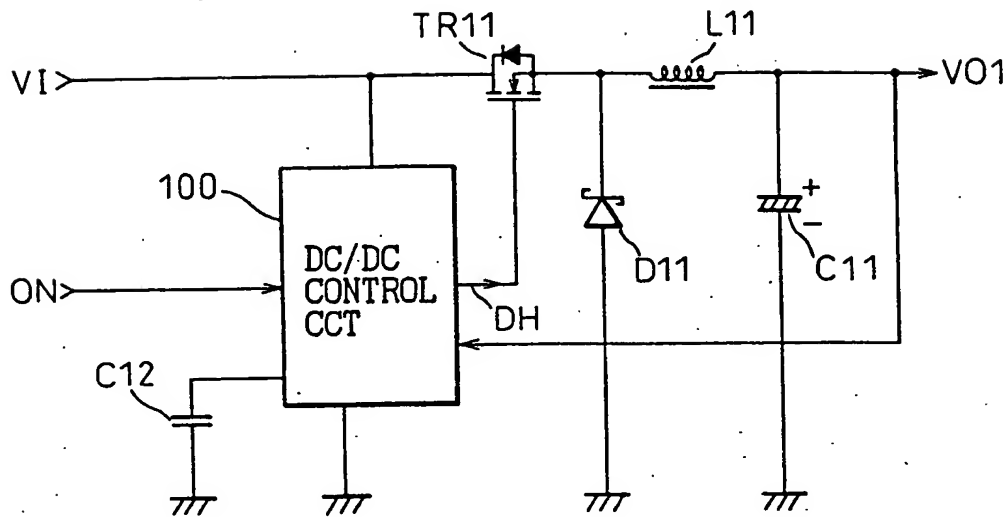 TR11
L11
VI
VO1
100
DC/DC
CONTROL
CCT
+
-
D11
C11
ON
DH
C12